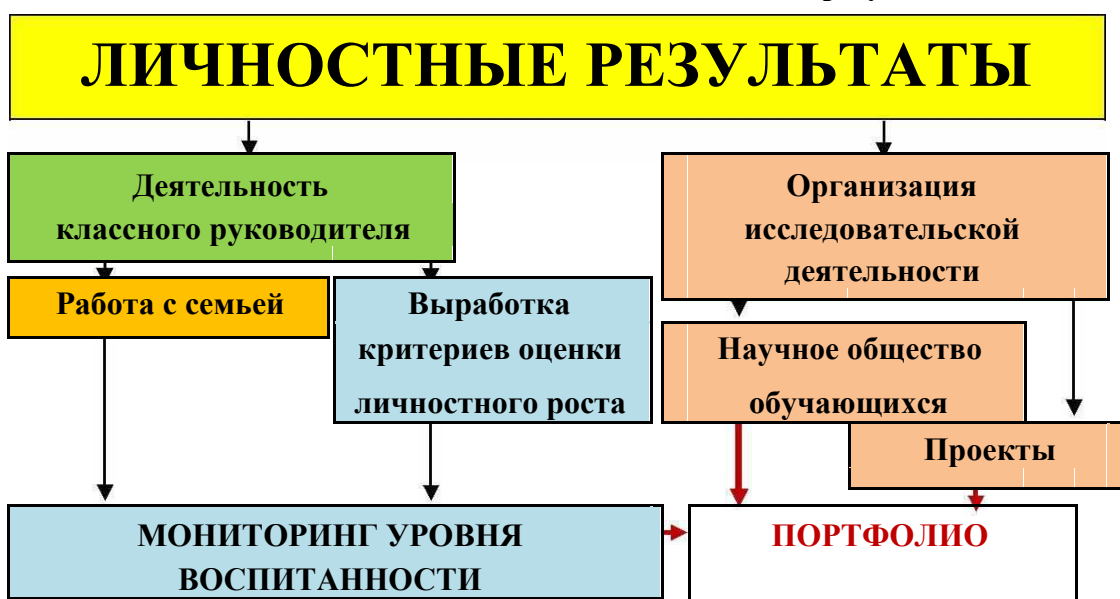 ЛИЧНОСТНЫЕ РЕЗУЛЬТАТЫ
Деятельность
классного руководителя
Организация
исследовательской
деятельности
Работа с семьей
Выработка
критериев оценки
личностного роста
Научное общество
обучающихся
Проекты
МОНИТОРИНГ УРОВНЯ
ВОСПИТАННОСТИ
ПОРТФОЛИО